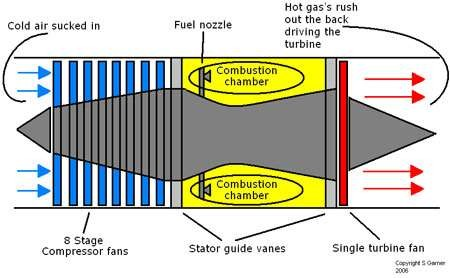 Cold air sucked in
Fuel nozzle
Hot gas's rush
out the back
driving the
turbine
Combustion
chamber
Combustion
chamber
8 Stage
Compressor fans
Stator guide vanes
Single turbine fan
Copyright S Garner
2006